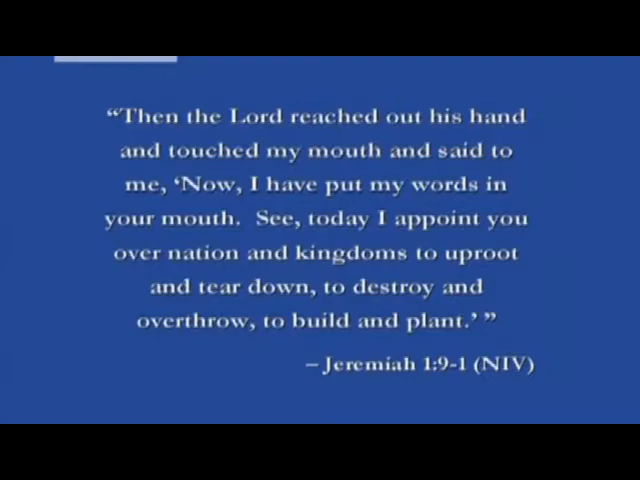 “Then the Lord reached out his hand
and touched my mouth and said to
me, ‘Now, I have put my words in
your mouth.  See, today I appoint you
over nation and kingdoms to uproot
and tear down, to destroy and
overthrow, to build and plant.’ ”
– Jeremiah 1:9-1 (NIV)